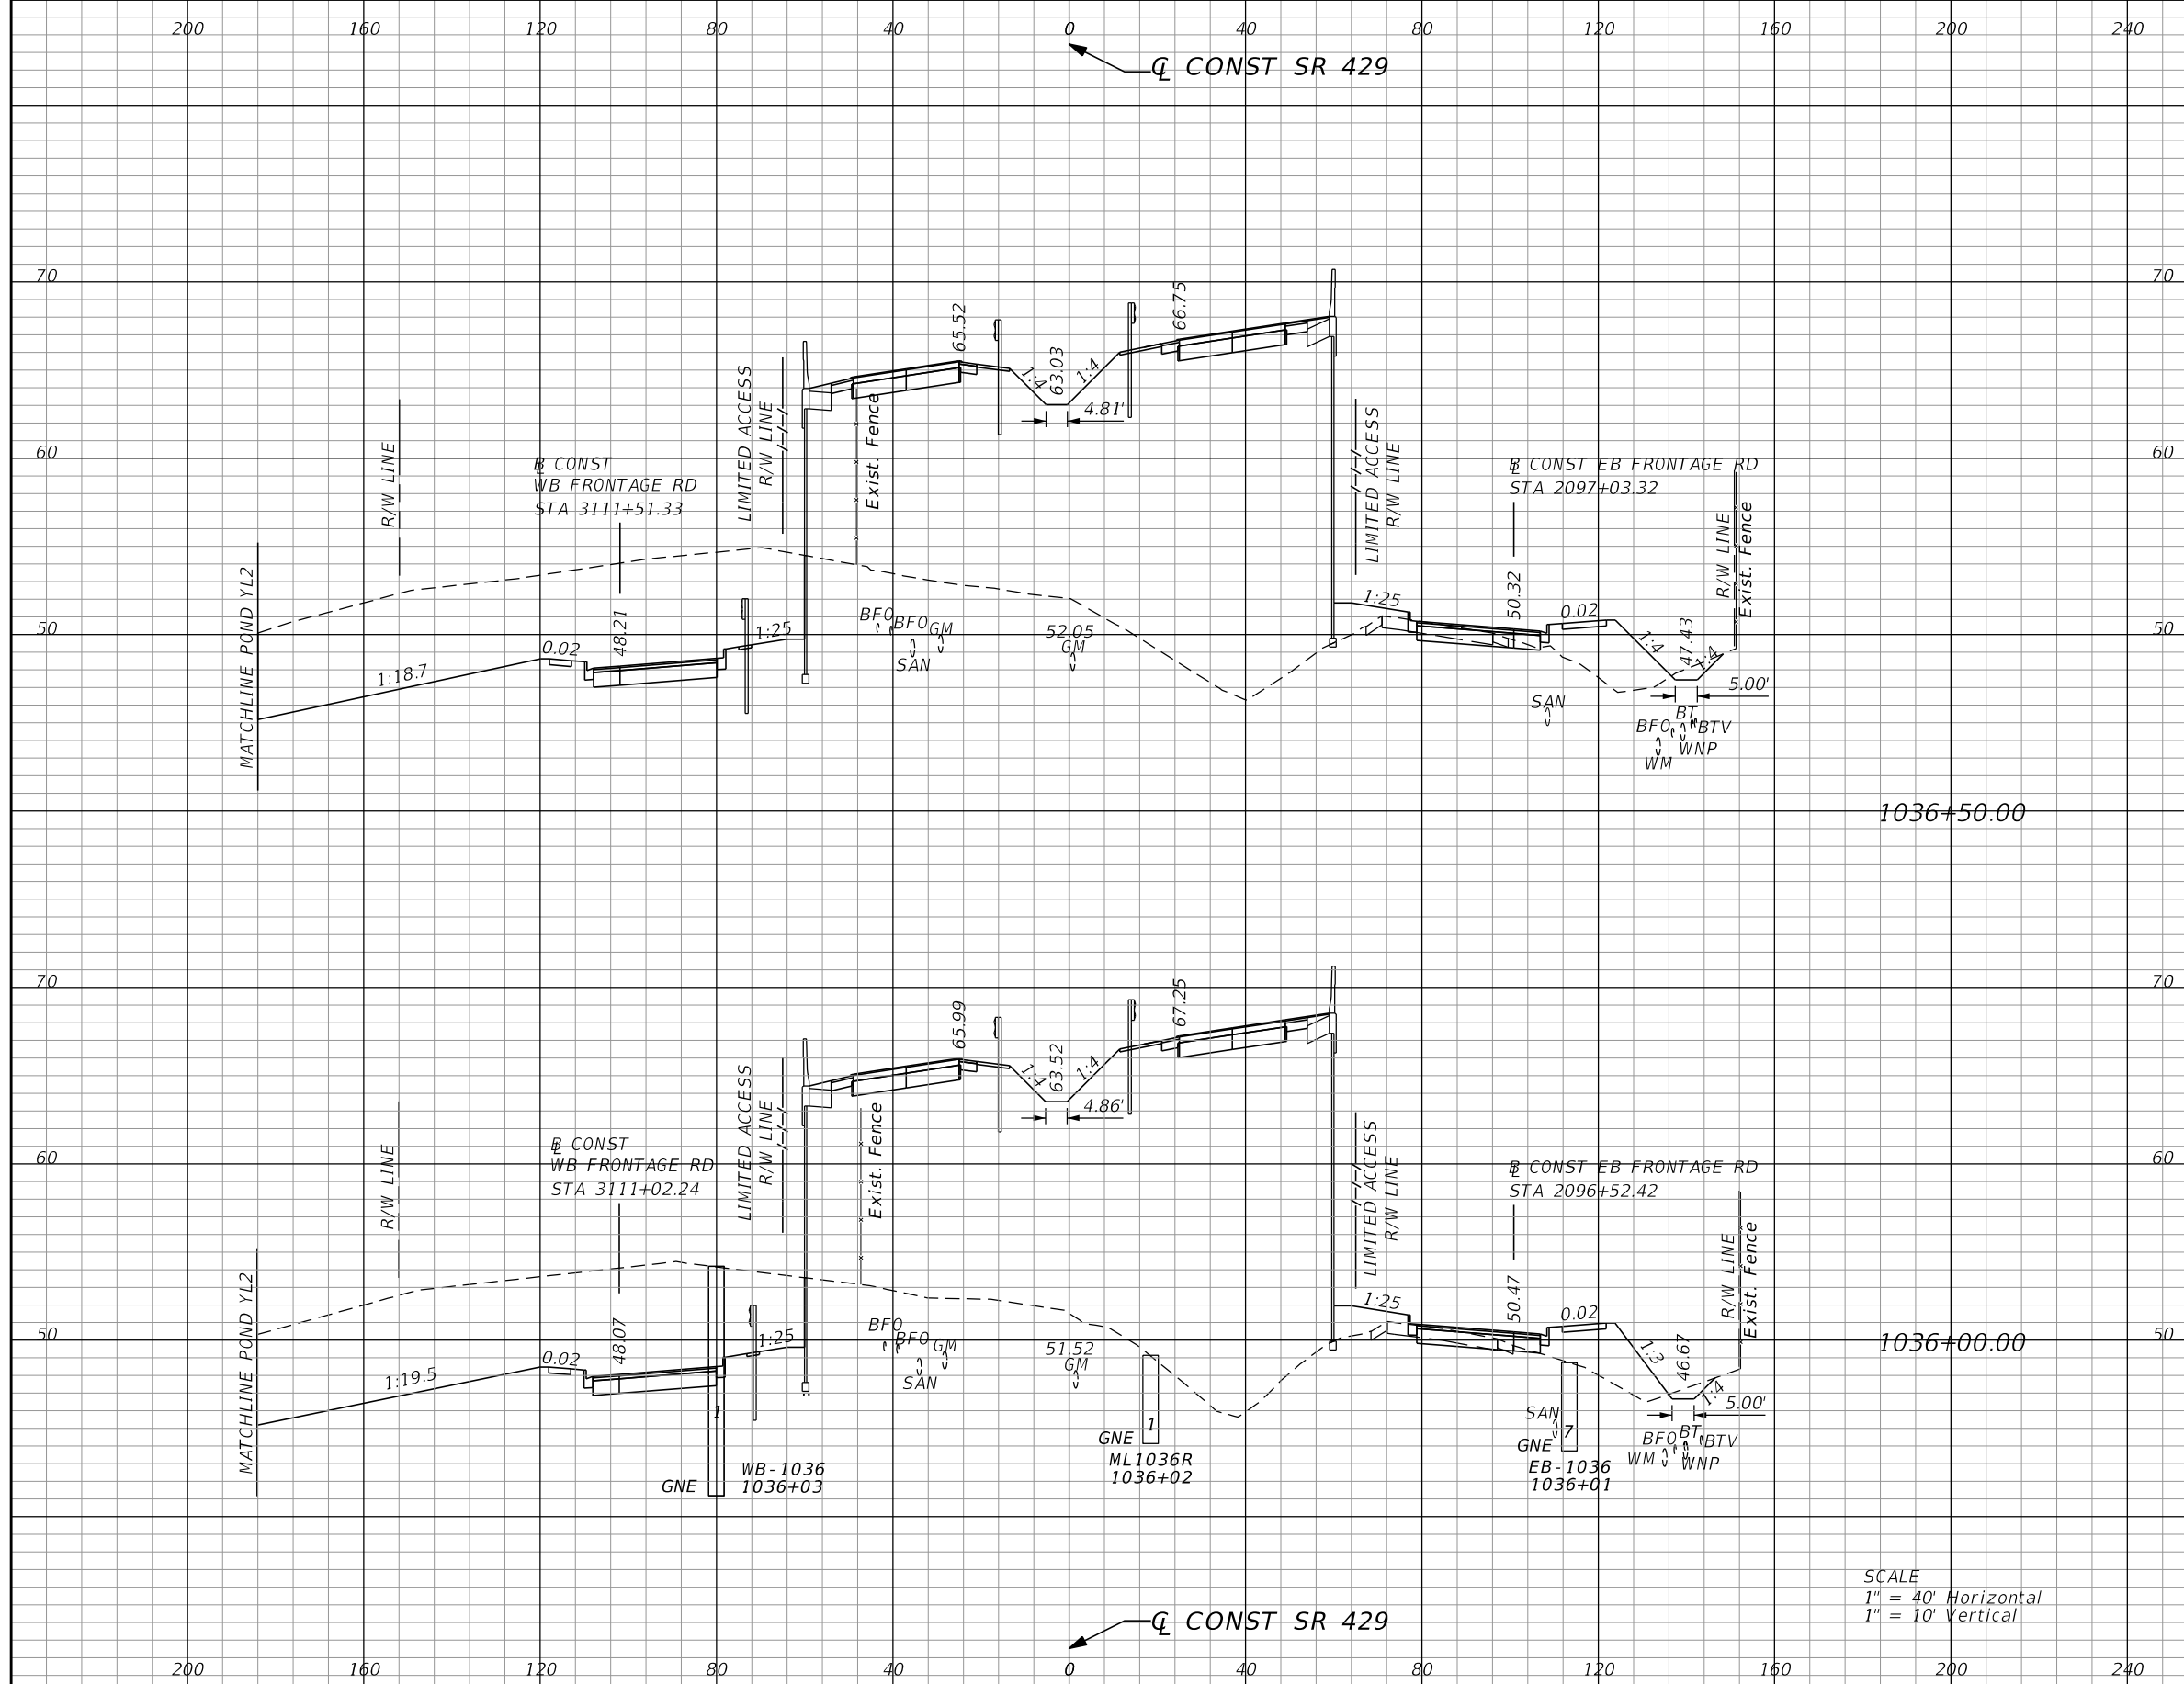 200 160 120 80 40 0 40 80 120 160 200 240
℄ CONST SR 429
70 70
66.75
65.52
63.03
1:4
1:4
4.81'
LIMITED ACCESS
R/W LINE
Exist. Fence
R/W LINE
60 60
℄ CONST
WB FRONTAGE RD
STA 3111+51.33
LIMITED ACCESS
R/W LINE
BL CONST EB FRONTAGE RD
STA 2097+03.32
R/W LINE
Exist. Fence
MATCHLINE POND YL2
50 50
1:18.7
0.02
48.21
1:25
BFO
BFO
GM
SAN
52.05
GM
1:25
50.32
0.02
1:4
47.43
1:4
5.00'
SAN
BFO
BT
BTV
WNP
WM
1036+50.00
70 70
67.25
65.99
63.52
1:4
1:4
4.86'
LIMITED ACCESS
R/W LINE
Exist. Fence
R/W LINE
60 60
BL CONST
WB FRONTAGE RD
STA 3111+02.24
LIMITED ACCESS
R/W LINE
BL CONST EB FRONTAGE RD
STA 2096+52.42
R/W LINE
Exist. Fence
MATCHLINE POND YL2
50 50
1036+00.00
1:19.5
0.02
48.07
1:25
BFO
BFO
GM
SAN
51.52
GM
1:25
50.47
0.02
1:3
46.67
1:4
5.00'
1
GNE
WB-1036
1036+03
1
GNE
ML1036R
1036+02
SAN
7
GNE
EB-1036
1036+01
BFO
BT
BTV
WM
WNP
SCALE
1" = 40' Horizontal
1" = 10' Vertical
℄ CONST SR 429
200 160 120 80 40 0 40 80 120 160 200 240